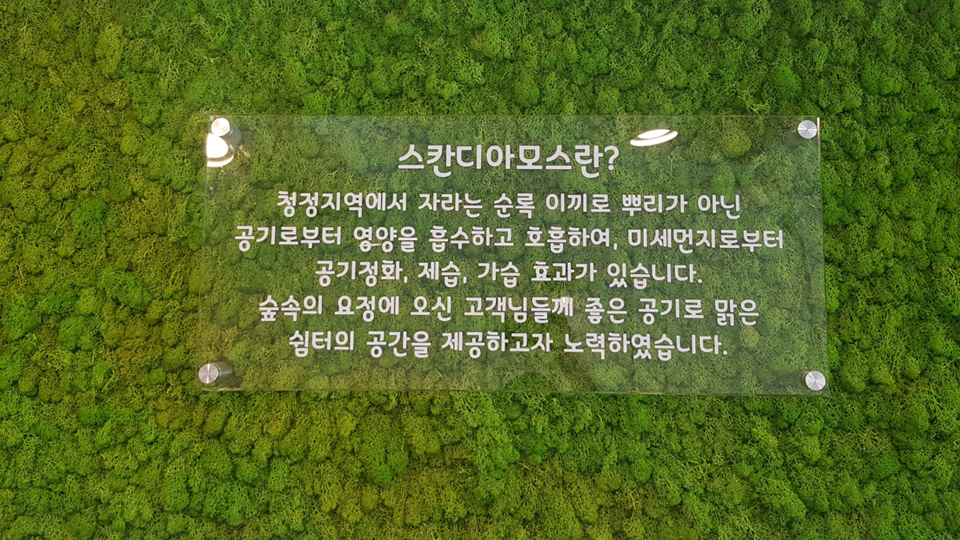 스칸디아모스란?
청정지역에서 자라는 순록 이끼로 뿌리가 아닌
공기로부터 영양을 흡수하고 호흡하여, 미세먼지로부터
공기정화, 제습, 가습 효과가 있습니다.
숲속의 요정에 오신 고객님들께 좋은 공기로 맑은
쉼터의 공간을 제공하고자 노력하였습니다.